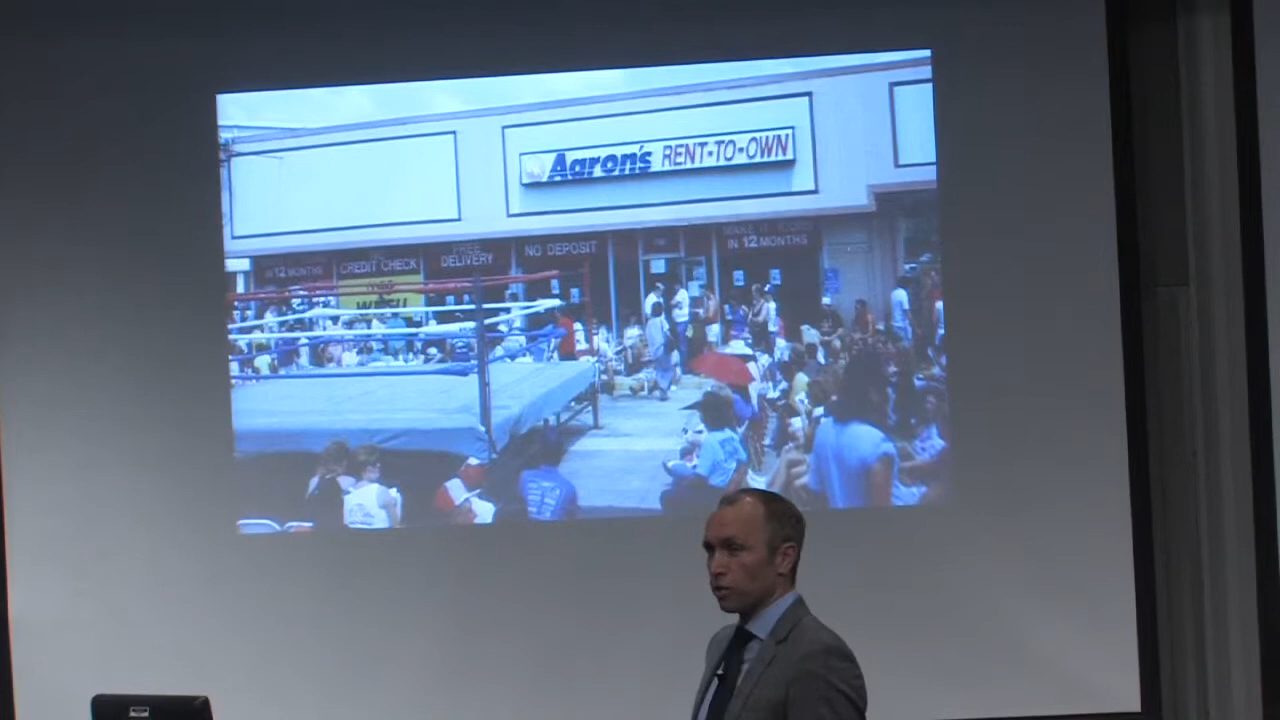 Aaron's RENT-TO-OWN
IN 12 MONTHS
CREDIT CHECK
FREE
DELIVERY
NO DEPOSIT
IN 12 MONTHS